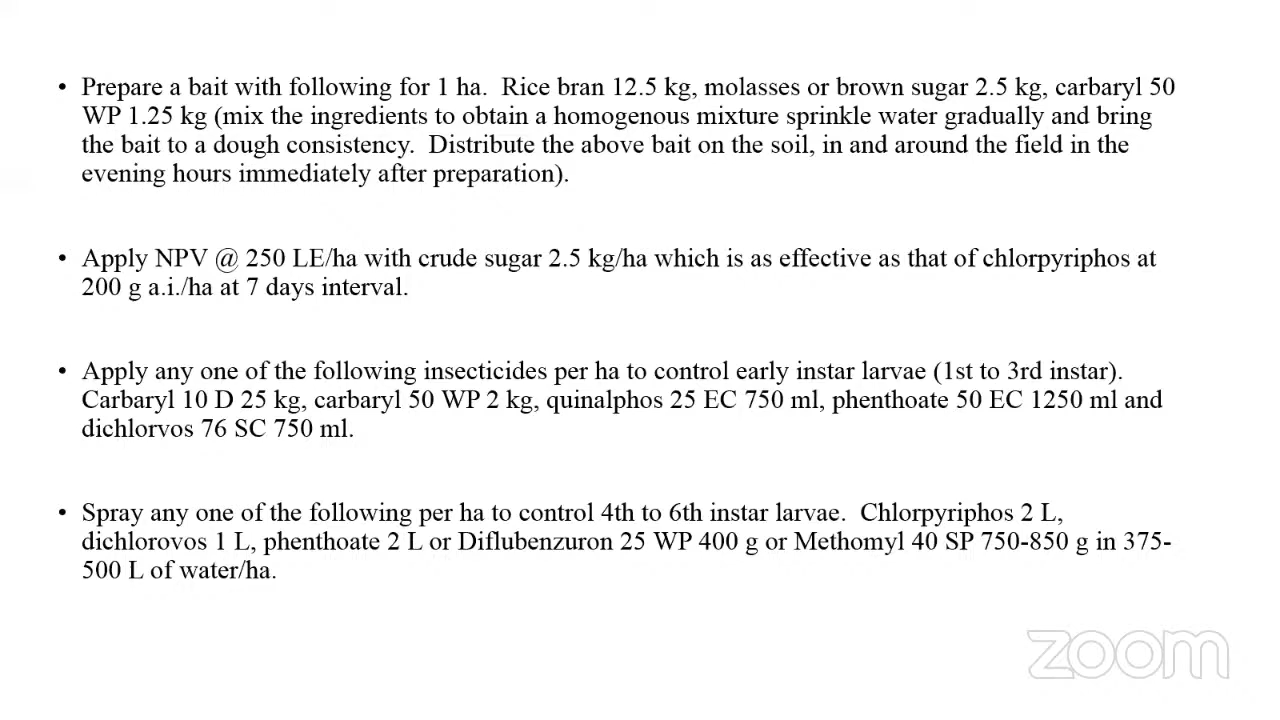 • Prepare a bait with following for 1 ha.  Rice bran 12.5 kg, molasses or brown sugar 2.5 kg, carbaryl 50
WP 1.25 kg (mix the ingredients to obtain a homogenous mixture sprinkle water gradually and bring
the bait to a dough consistency.  Distribute the above bait on the soil, in and around the field in the
evening hours immediately after preparation).
• Apply NPV @ 250 LE/ha with crude sugar 2.5 kg/ha which is as effective as that of chlorpyriphos at
200 g a.i./ha at 7 days interval.
• Apply any one of the following insecticides per ha to control early instar larvae (1st to 3rd instar).
Carbaryl 10 D 25 kg, carbaryl 50 WP 2 kg, quinalphos 25 EC 750 ml, phenthoate 50 EC 1250 ml and
dichlorvos 76 SC 750 ml.
• Spray any one of the following per ha to control 4th to 6th instar larvae.  Chlorpyriphos 2 L,
dichlorovos 1 L, phenthoate 2 L or Diflubenzuron 25 WP 400 g or Methomyl 40 SP 750-850 g in 375-
500 L of water/ha.
zoom